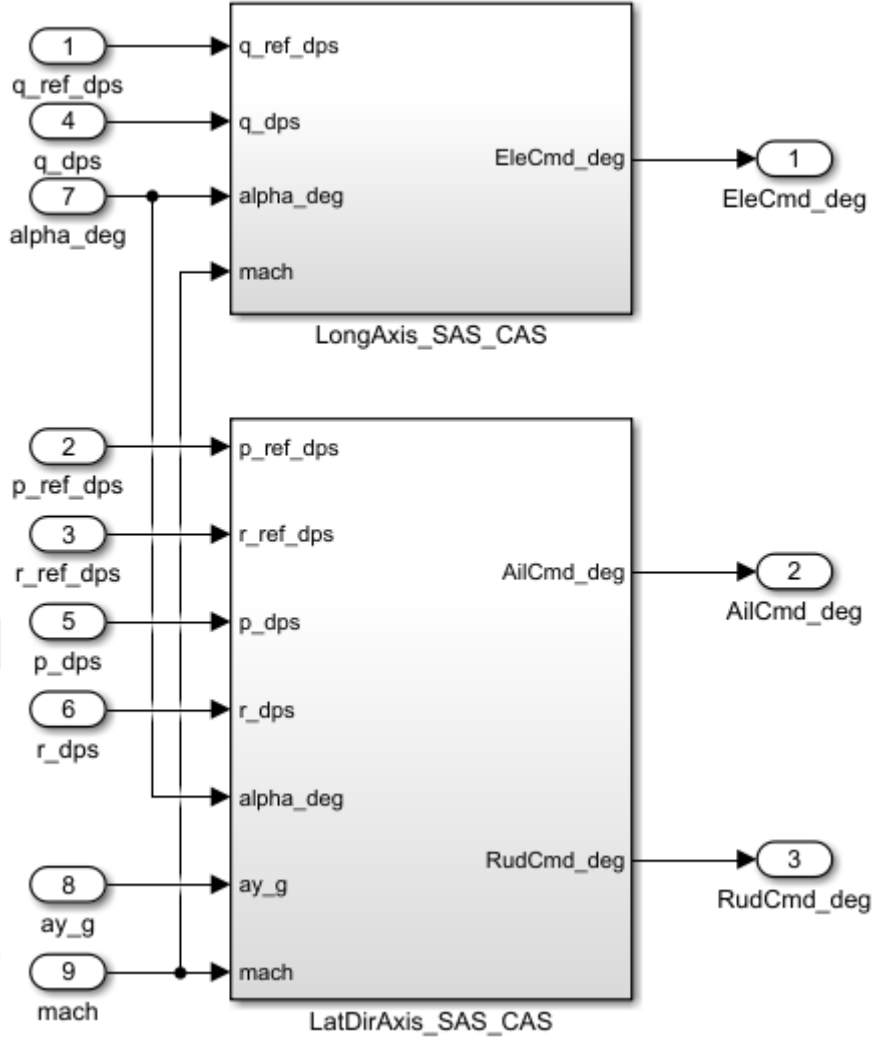 1
q_ref_dps
4
q_dps
7
alpha_deg
q_ref_dps
q_dps
alpha_deg
mach
EleCmd_deg
LongAxis_SAS_CAS
1
EleCmd_deg
2
p_ref_dps
3
r_ref_dps
5
p_dps
6
r_dps
8
ay_g
9
mach
p_ref_dps
r_ref_dps
p_dps
r_dps
alpha_deg
ay_g
mach
AilCmd_deg
RudCmd_deg
LatDirAxis_SAS_CAS
2
AilCmd_deg
3
RudCmd_deg